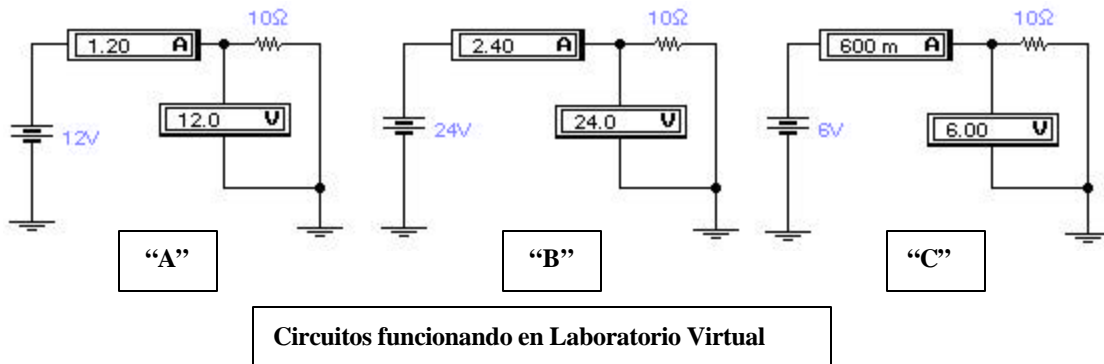 10Ω
1.20 A
12.0 V
12V
"A"
10Ω
2.40 A
24.0 V
24V
"B"
10Ω
600 m A
6.00 V
6V
"C"
Circuitos funcionando en Laboratorio Virtual